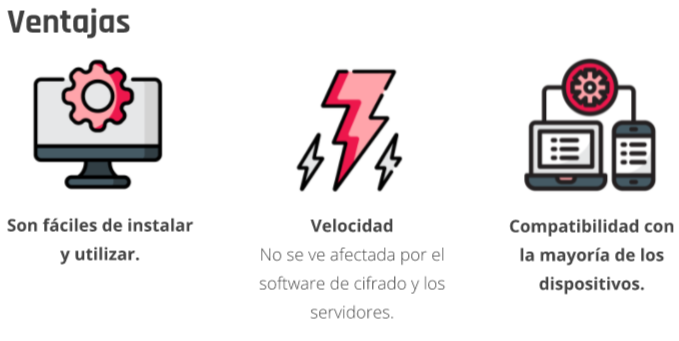 Ventajas
Son fáciles de instalar
y utilizar.
Velocidad
No se ve afectada por el
software de cifrado y los
servidores.
Compatibilidad con
la mayoría de los
dispositivos.